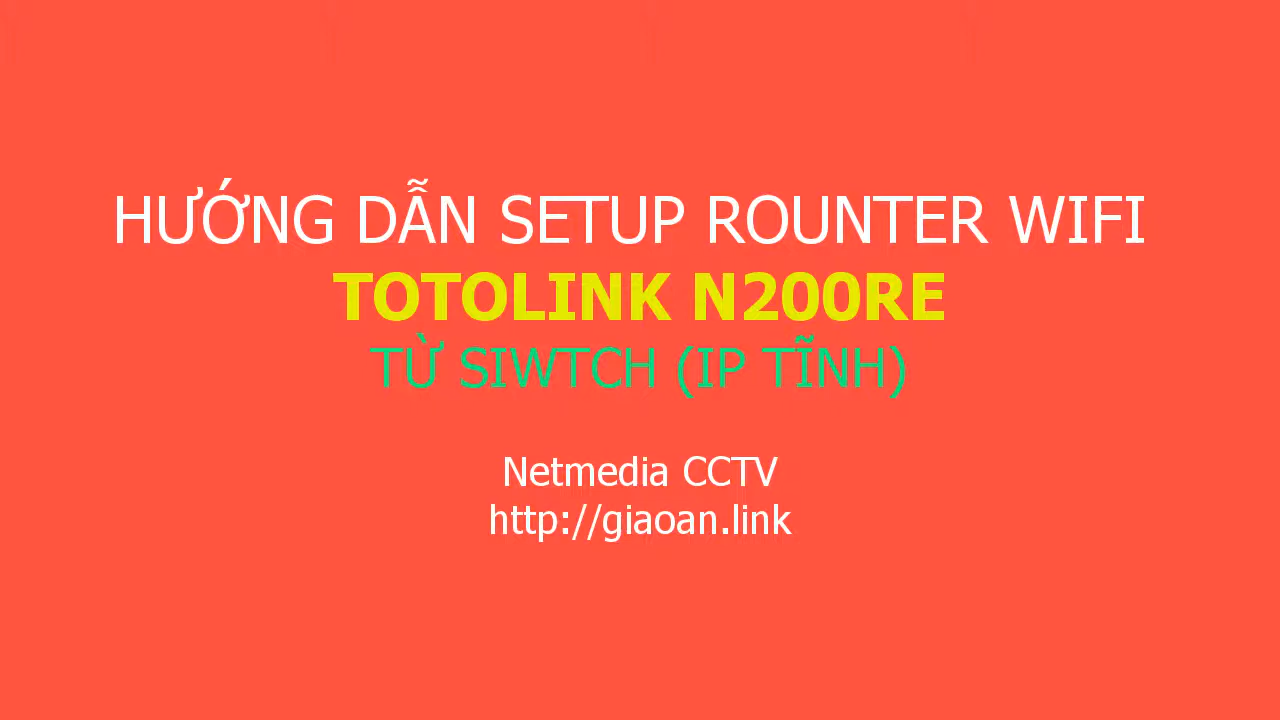 HƯỚNG DẪN SETUP ROUNTER WIFI
TOTOLINK N200RE
TỪ SIWTCH (IP TĨNH)
Netmedia CCTV
http://giaoan.link